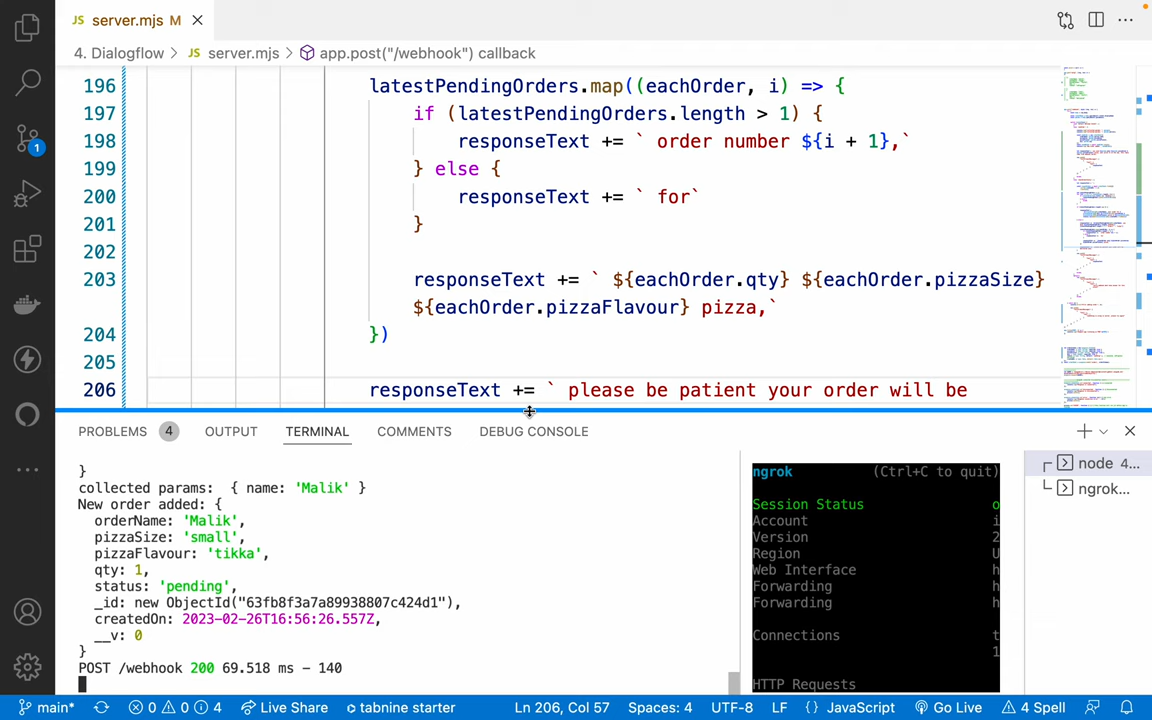 JS server.mjs M
4. Dialogflow > JS server.mjs > app.post("/webhook") callback
196 latestPendingOrders.map((eachOrder, i) => {
197 if (latestPendingOrders.length > 1) {
198 responseText += ` order number ${i + 1},`
199 } else {
200 responseText += ` for`
201 }
202
203 responseText += ` ${eachOrder.qty} ${eachOrder.pizzaSize}
${eachOrder.pizzaFlavour} pizza,`
204 })
205
206 responseText += ` please be patient your order will be
1
PROBLEMS 4 OUTPUT TERMINAL COMMENTS DEBUG CONSOLE
}
collected params: { name: 'Malik' }
New order added: {
orderName: 'Malik',
pizzaSize: 'small',
pizzaFlavour: 'tikka',
qty: 1,
status: 'pending',
_id: new ObjectId("63fb8f3a7a89938807c424d1"),
createdOn: 2023-02-26T16:56:26.557Z,
__v: 0
}
POST /webhook 200 69.518 ms - 140
ngrok (Ctrl+C to quit)
Session Status o
Account i
Version 2
Region U
Web Interface h
Forwarding h
Forwarding h
Connections t
1
HTTP Requests
node 4...
ngrok...
main* 0 0 4 Live Share tabnine starter Ln 206, Col 57 Spaces: 4 UTF-8 LF {} JavaScript Go Live 4 Spell